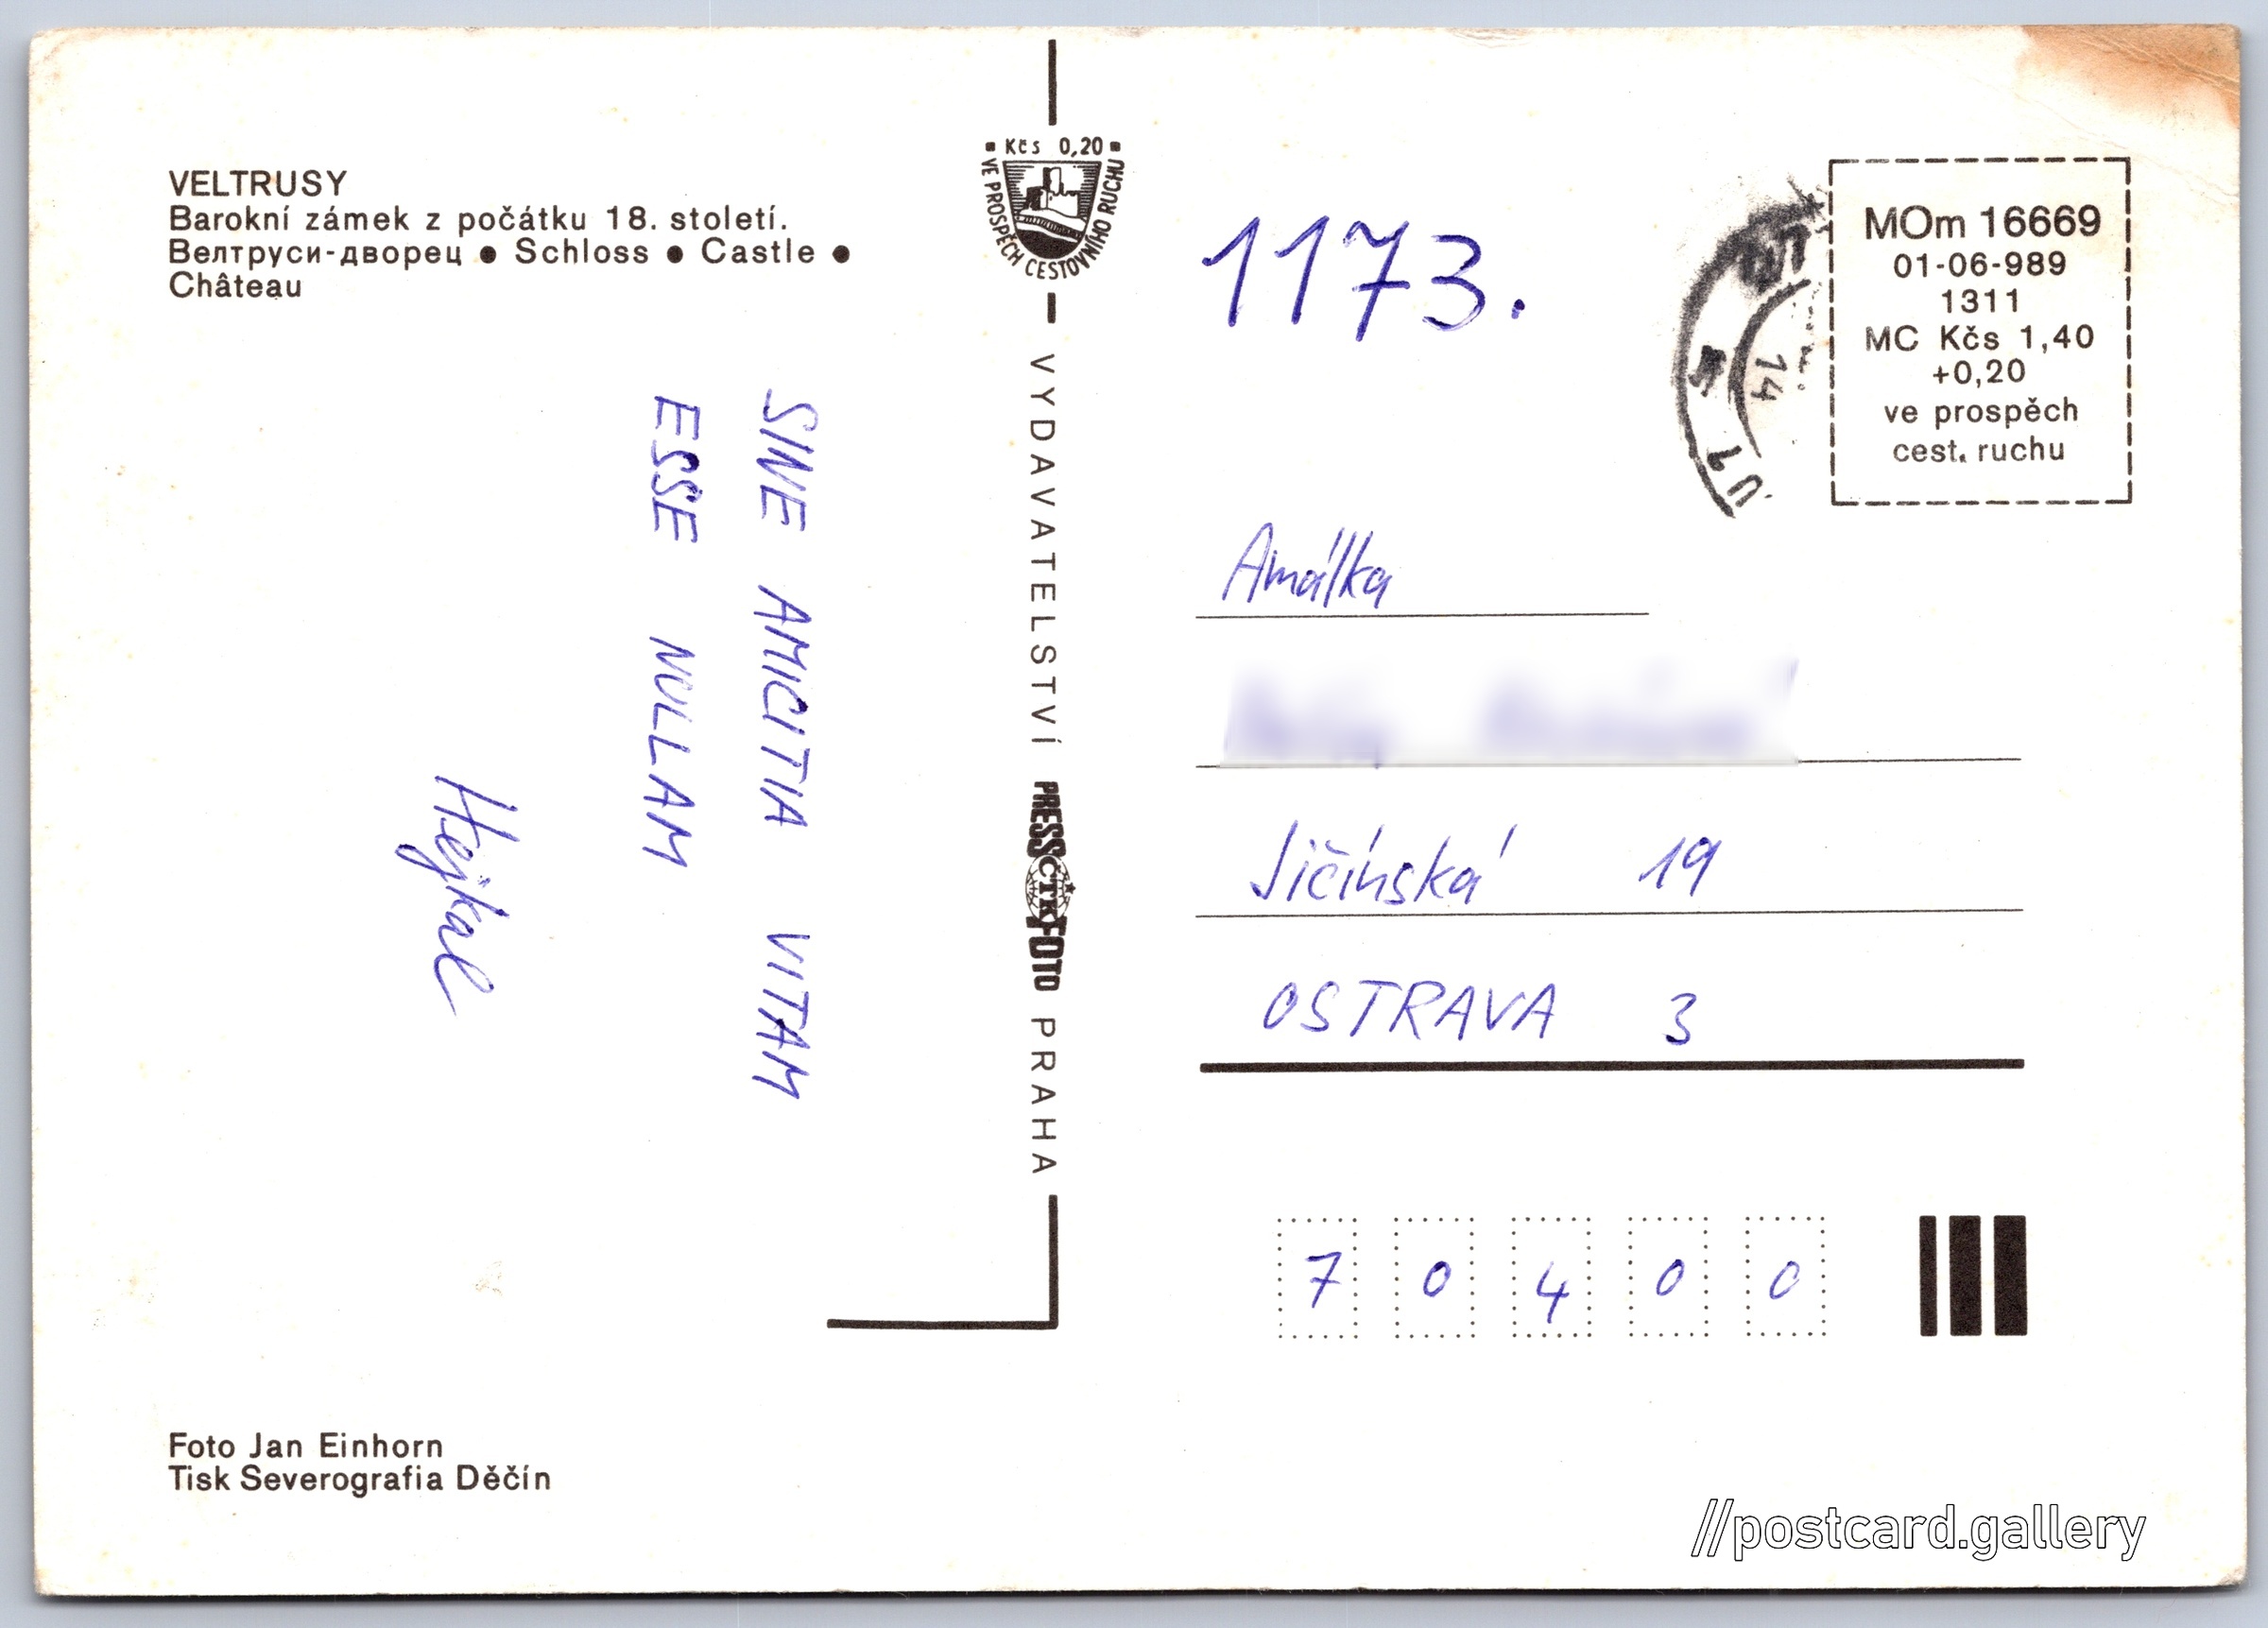 VELTRUSY
Barokní zámek z počátku 18. století.
Велтруси-дворец ● Schloss ● Castle ●
Château
SINE AMICITIA VITAM
ESSE NULLAM
Hejkal
Foto Jan Einhorn
Tisk Severografia Děčín
Kčs 0,20
VE PROSPĚCH CESTOVNÍHO RUCHU
VYDAVATELSTVÍ PRESSFOTO PRAHA
ČTK
1173.
14
MOm 16669
01-06-989
1311
MC Kčs 1,40
+0,20
ve prospěch
cest. ruchu
Amálka
Jičínská 19
OSTRAVA 3
7 0 4 0 0
//postcard.gallery